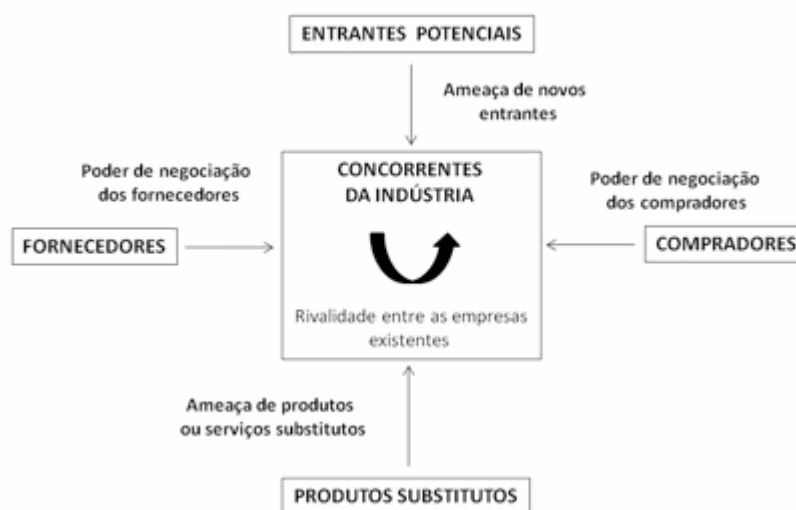 ENTRANTES POTENCIAIS
Ameaça de novos
entrantes
Poder de negociação
dos fornecedores
CONCORRENTES
DA INDÚSTRIA
Poder de negociação
dos compradores
FORNECEDORES
COMPRADORES
Rivalidade entre as empresas
existentes
Ameaça de produtos
ou serviços substitutos
PRODUTOS SUBSTITUTOS